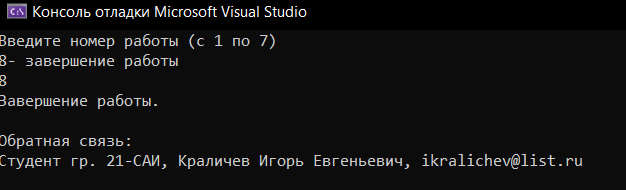 Консоль отладки Microsoft Visual Studio
Введите номер работы (с 1 по 7)
8- завершение работы
8
Завершение работы.
Обратная связь:
Студент гр. 21-САИ, Краличев Игорь Евгеньевич, ikralichev@list.ru